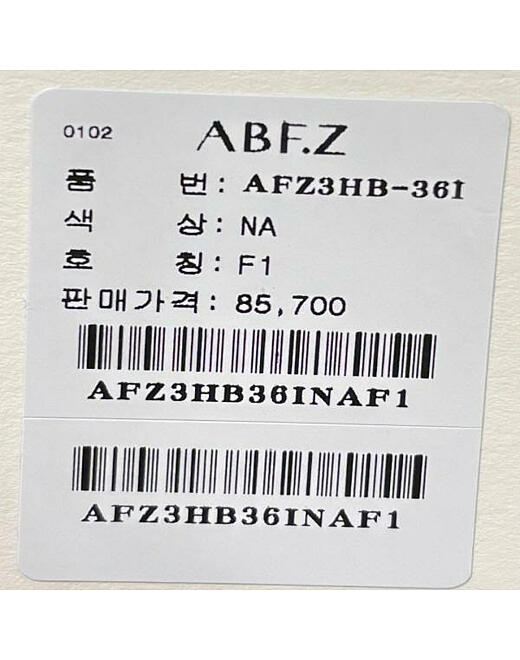 0102 ABF.Z
품 번 : AFZ3HB-36I
색 상 : NA
호 칭 : F1
판매가격 : 85,700
AFZ3HB36INAF1
AFZ3HB36INAF1